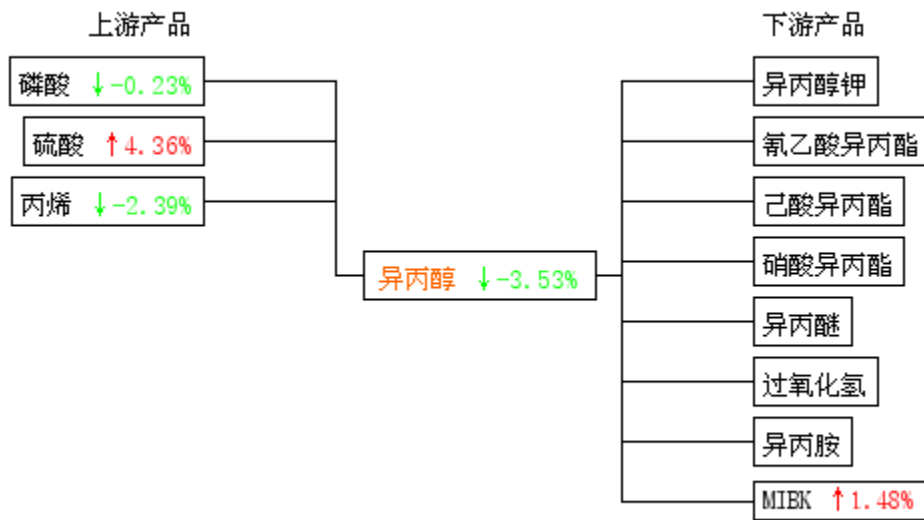 上游产品
下游产品
磷酸 ↓-0.23%
硫酸 ↑4.36%
丙烯 ↓-2.39%
异丙醇 ↓-3.53%
异丙醇钾
氰乙酸异丙酯
己酸异丙酯
硝酸异丙酯
异丙醚
过氧化氢
异丙胺
MIBK ↑1.48%